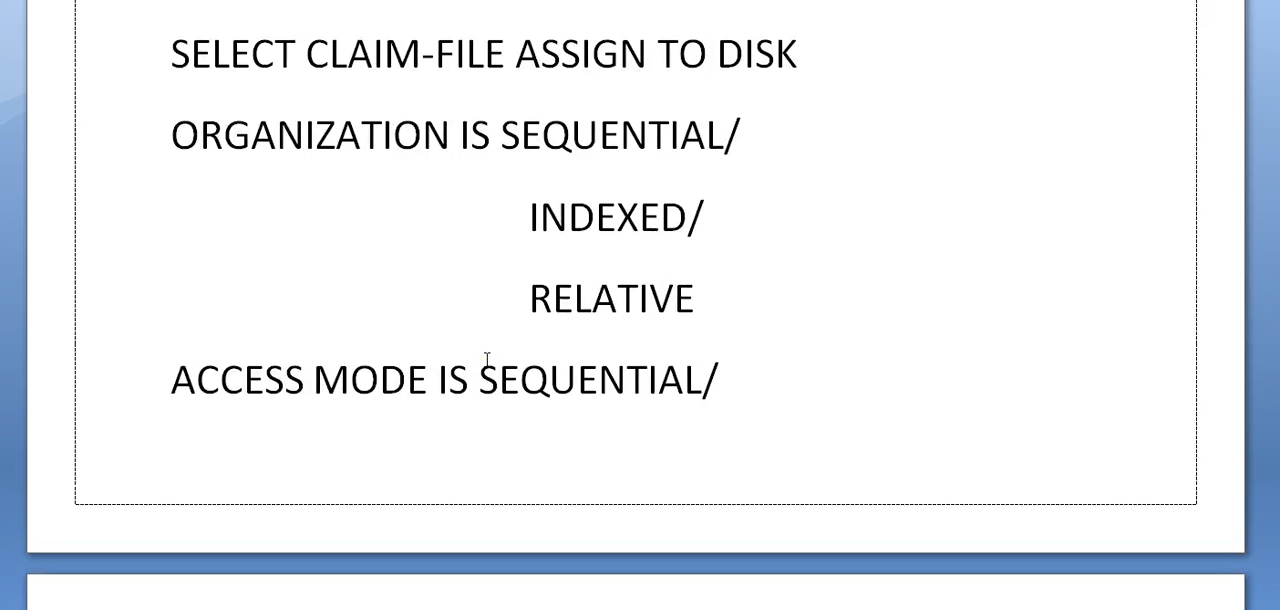 SELECT CLAIM-FILE ASSIGN TO DISK
ORGANIZATION IS SEQUENTIAL/
INDEXED/
RELATIVE
ACCESS MODE IS SEQUENTIAL/